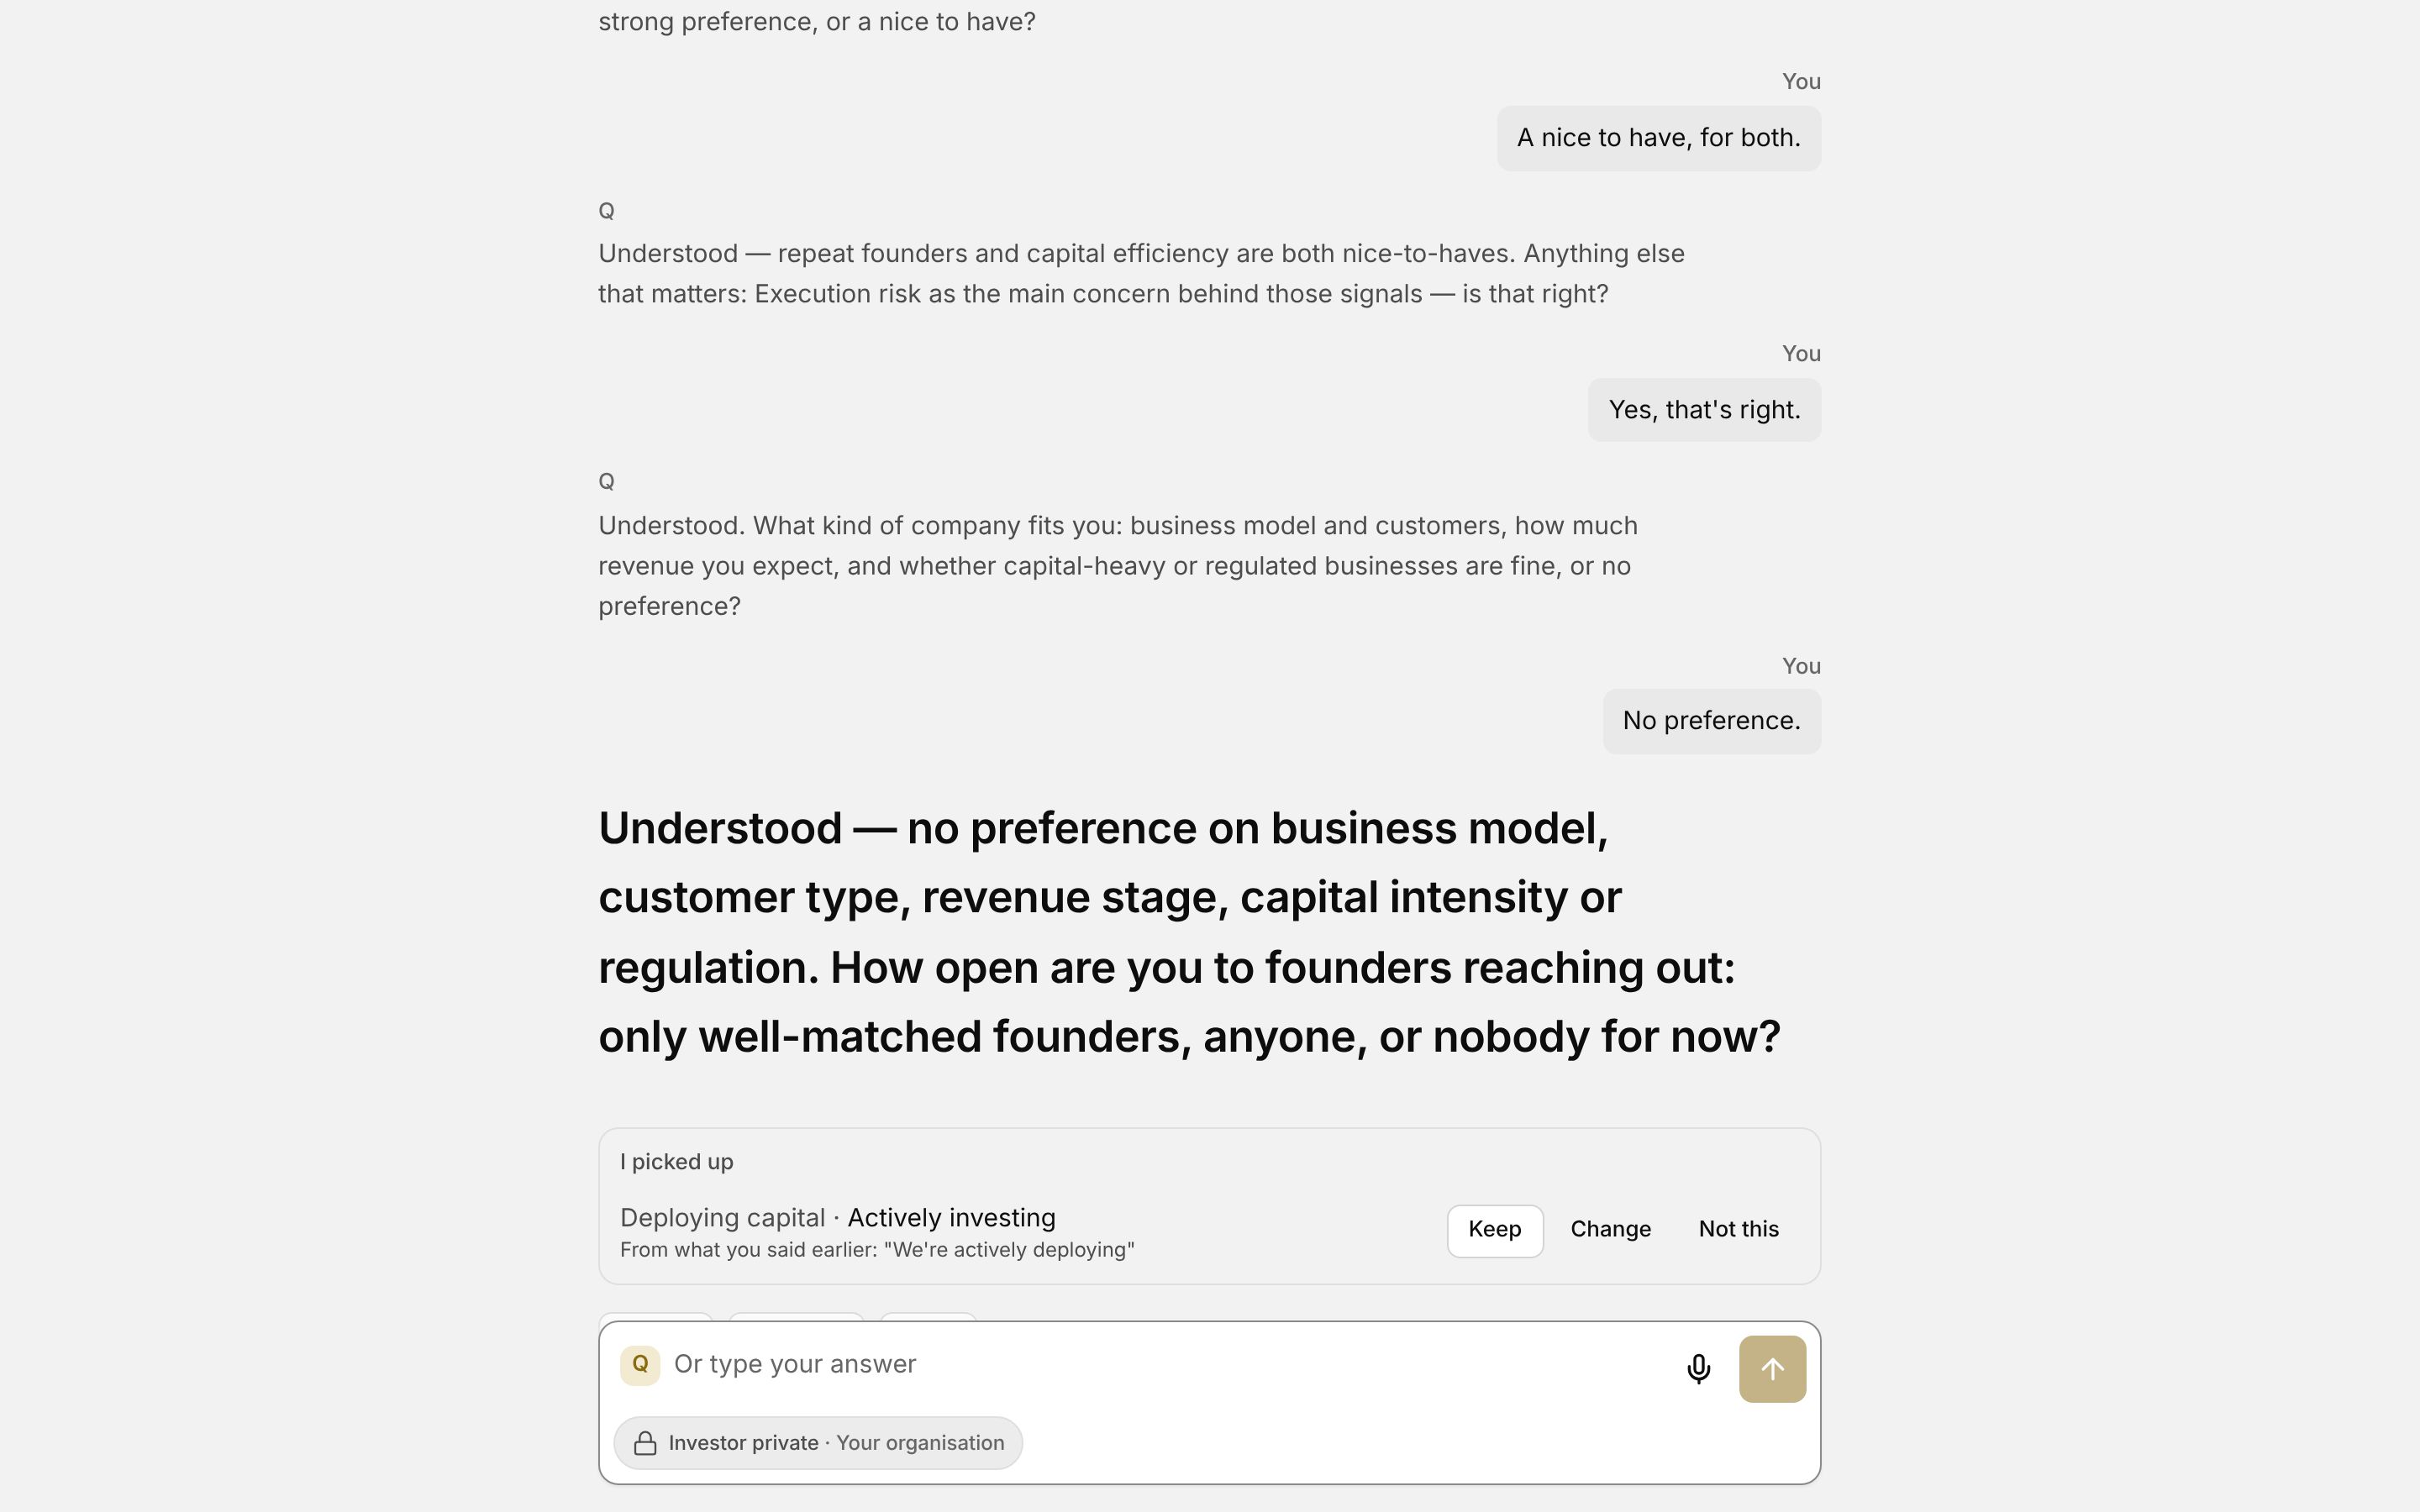 strong preference, or a nice to have?
You
A nice to have, for both.
Q
Understood — repeat founders and capital efficiency are both nice-to-haves. Anything else
that matters: Execution risk as the main concern behind those signals — is that right?
You
Yes, that's right.
Q
Understood. What kind of company fits you: business model and customers, how much
revenue you expect, and whether capital-heavy or regulated businesses are fine, or no
preference?
You
No preference.
Understood — no preference on business model,
customer type, revenue stage, capital intensity or
regulation. How open are you to founders reaching out:
only well-matched founders, anyone, or nobody for now?
I picked up
Deploying capital · Actively investing
From what you said earlier: "We're actively deploying"
Keep
Change
Not this
Q
Or type your answer
Investor private · Your organisation